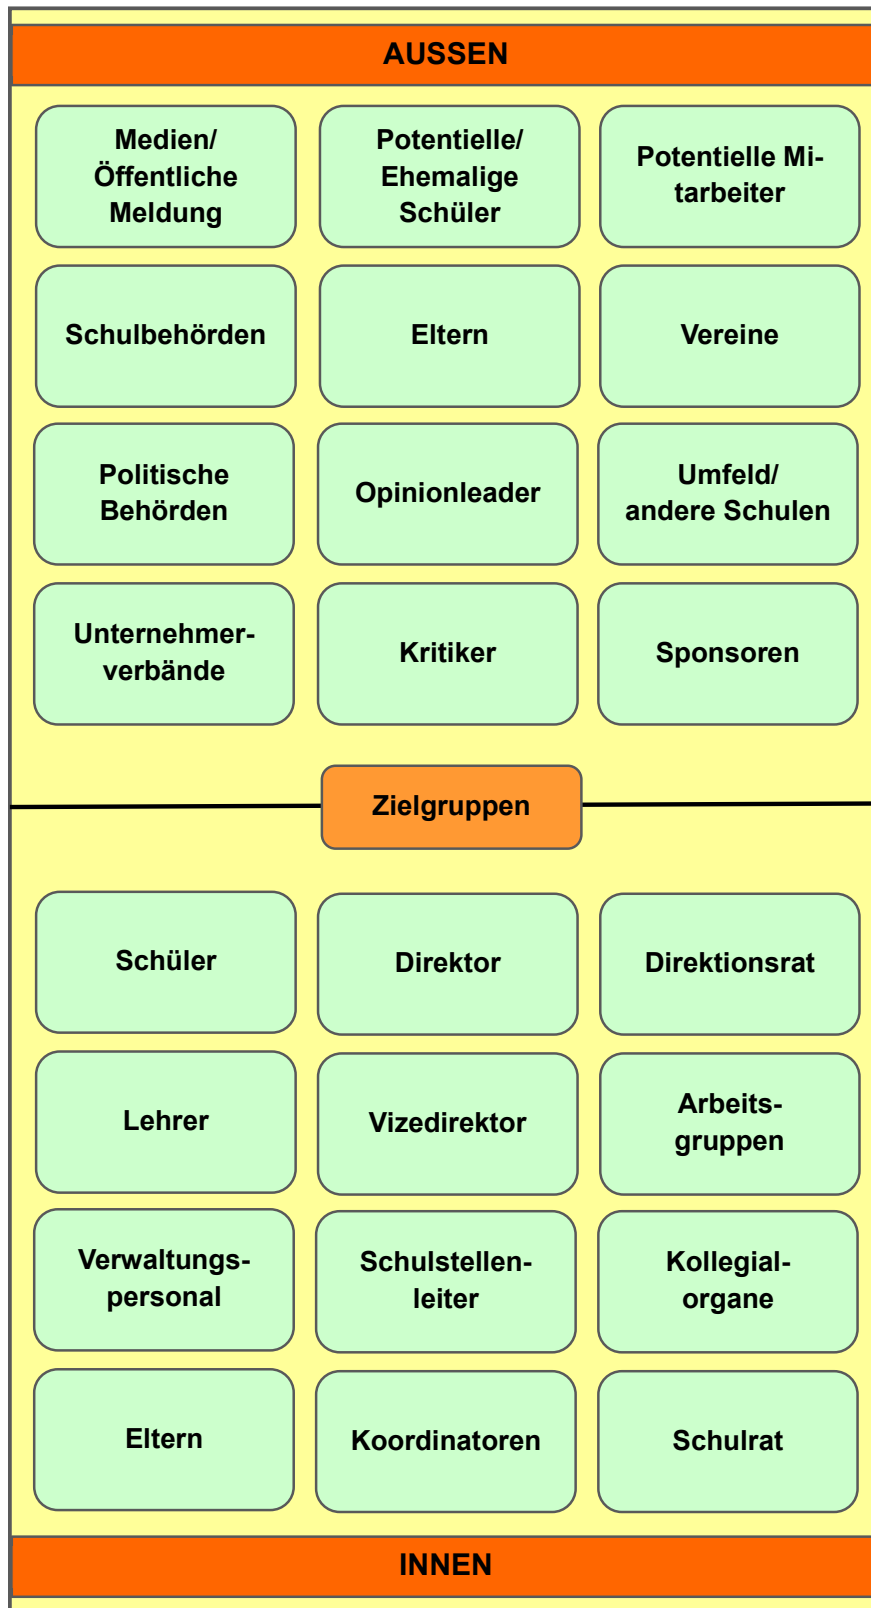 AUSSEN
Medien/
Öffentliche
Meldung
Potentielle/
Ehemalige
Schüler
Potentielle Mi-
tarbeiter
Schulbehörden
Eltern
Vereine
Politische
Behörden
Opinionleader
Umfeld/
andere Schulen
Unternehmer-
verbände
Kritiker
Sponsoren
Zielgruppen
Schüler
Direktor
Direktionsrat
Lehrer
Vizedirektor
Arbeits-
gruppen
Verwaltungs-
personal
Schulstellen-
leiter
Kollegial-
organe
Eltern
Koordinatoren
Schulrat
INNEN